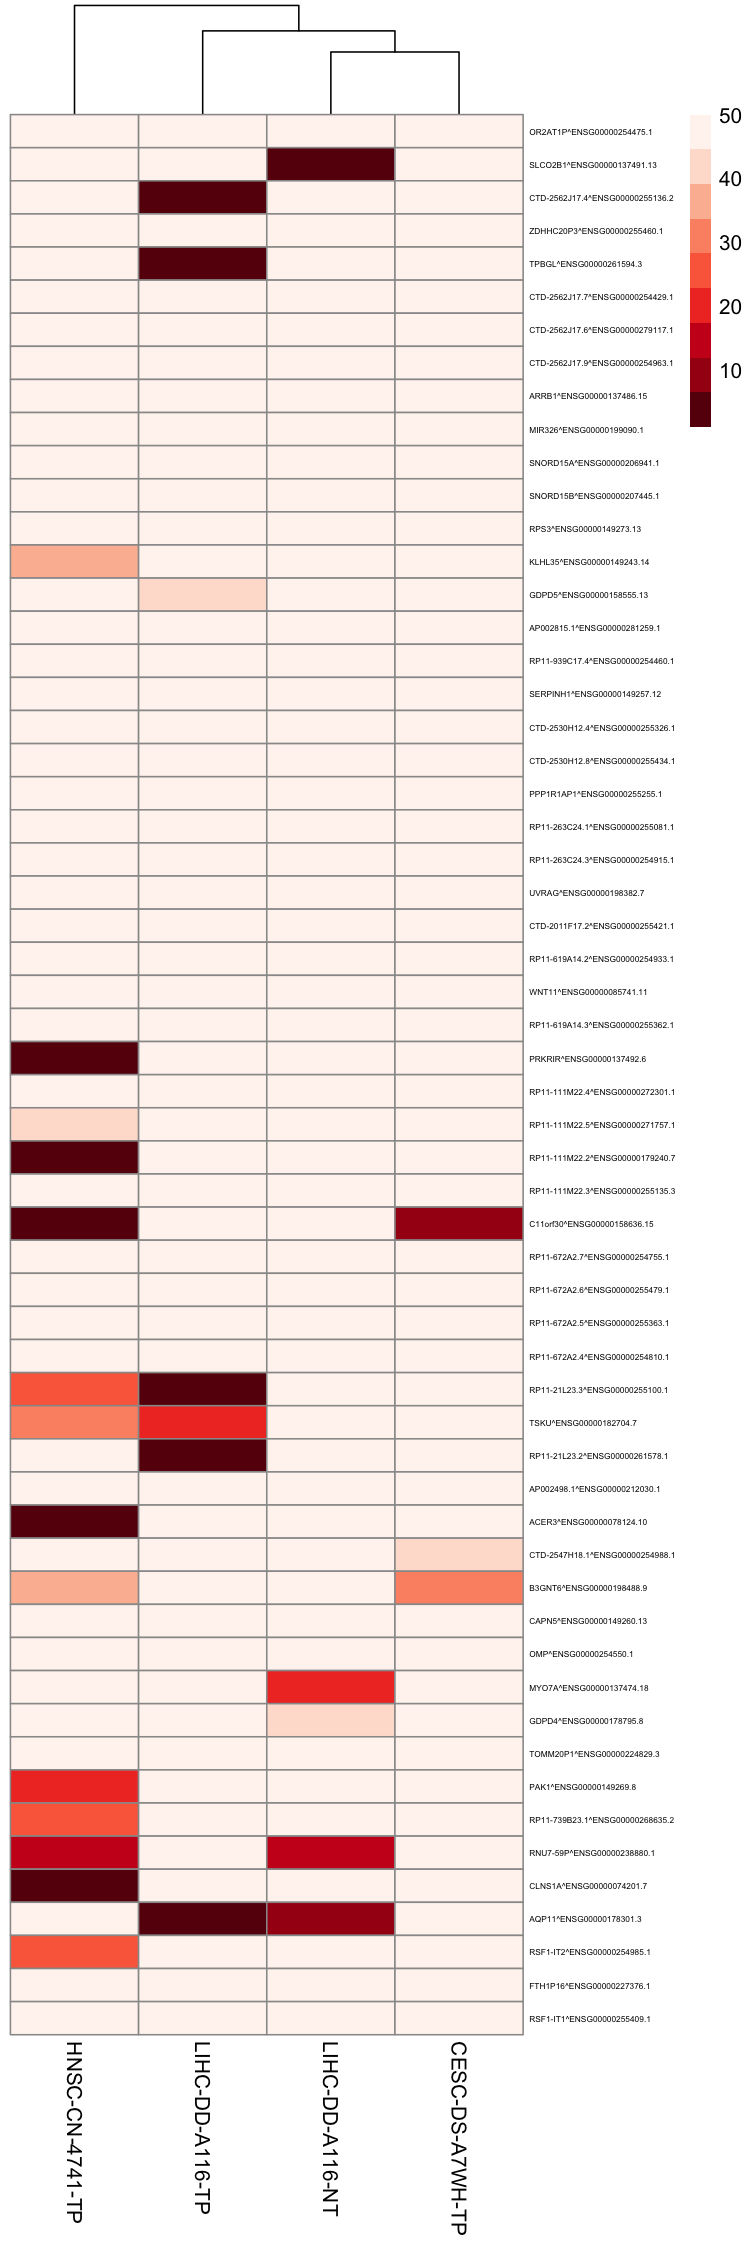 OR2AT1P^ENSG00000254475.1
SLCO2B1^ENSG00000137491.13
CTD-2562J17.4^ENSG00000255136.2
ZDHHC20P3^ENSG00000255460.1
TPBGL^ENSG00000261594.3
CTD-2562J17.7^ENSG00000254429.1
CTD-2562J17.6^ENSG00000279117.1
CTD-2562J17.9^ENSG00000254963.1
ARRB1^ENSG00000137486.15
MIR326^ENSG00000199090.1
SNORD15A^ENSG00000206941.1
SNORD15B^ENSG00000207445.1
RPS3^ENSG00000149273.13
KLHL35^ENSG00000149243.14
GDPD5^ENSG00000158555.13
AP002815.1^ENSG00000281259.1
RP11-939C17.4^ENSG00000254460.1
SERPINH1^ENSG00000149257.12
CTD-2530H12.4^ENSG00000255326.1
CTD-2530H12.8^ENSG00000255434.1
PPP1R1AP1^ENSG00000255255.1
RP11-263C24.1^ENSG00000255081.1
RP11-263C24.3^ENSG00000254915.1
UVRAG^ENSG00000198382.7
CTD-2011F17.2^ENSG00000255421.1
RP11-619A14.2^ENSG00000254933.1
WNT11^ENSG00000085741.11
RP11-619A14.3^ENSG00000255362.1
PRKRIR^ENSG00000137492.6
RP11-111M22.4^ENSG00000272301.1
RP11-111M22.5^ENSG00000271757.1
RP11-111M22.2^ENSG00000179240.7
RP11-111M22.3^ENSG00000255135.3
C11orf30^ENSG00000158636.15
RP11-672A2.7^ENSG00000254755.1
RP11-672A2.6^ENSG00000255479.1
RP11-672A2.5^ENSG00000255363.1
RP11-672A2.4^ENSG00000254810.1
RP11-21L23.3^ENSG00000255100.1
TSKU^ENSG00000182704.7
RP11-21L23.2^ENSG00000261578.1
AP002498.1^ENSG00000212030.1
ACER3^ENSG00000078124.10
CTD-2547H18.1^ENSG00000254988.1
B3GNT6^ENSG00000198488.9
CAPN5^ENSG00000149260.13
OMP^ENSG00000254550.1
MYO7A^ENSG00000137474.18
GDPD4^ENSG00000178795.8
TOMM20P1^ENSG00000224829.3
PAK1^ENSG00000149269.8
RP11-739B23.1^ENSG00000268635.2
RNU7-59P^ENSG00000238880.1
CLNS1A^ENSG00000074201.7
AQP11^ENSG00000178301.3
RSF1-IT2^ENSG00000254985.1
FTH1P16^ENSG00000227376.1
RSF1-IT1^ENSG00000255409.1
50
40
30
20
10
HNSC-CN-4741-TP
LIHC-DD-A116-TP
LIHC-DD-A116-NT
CESC-DS-A7WH-TP